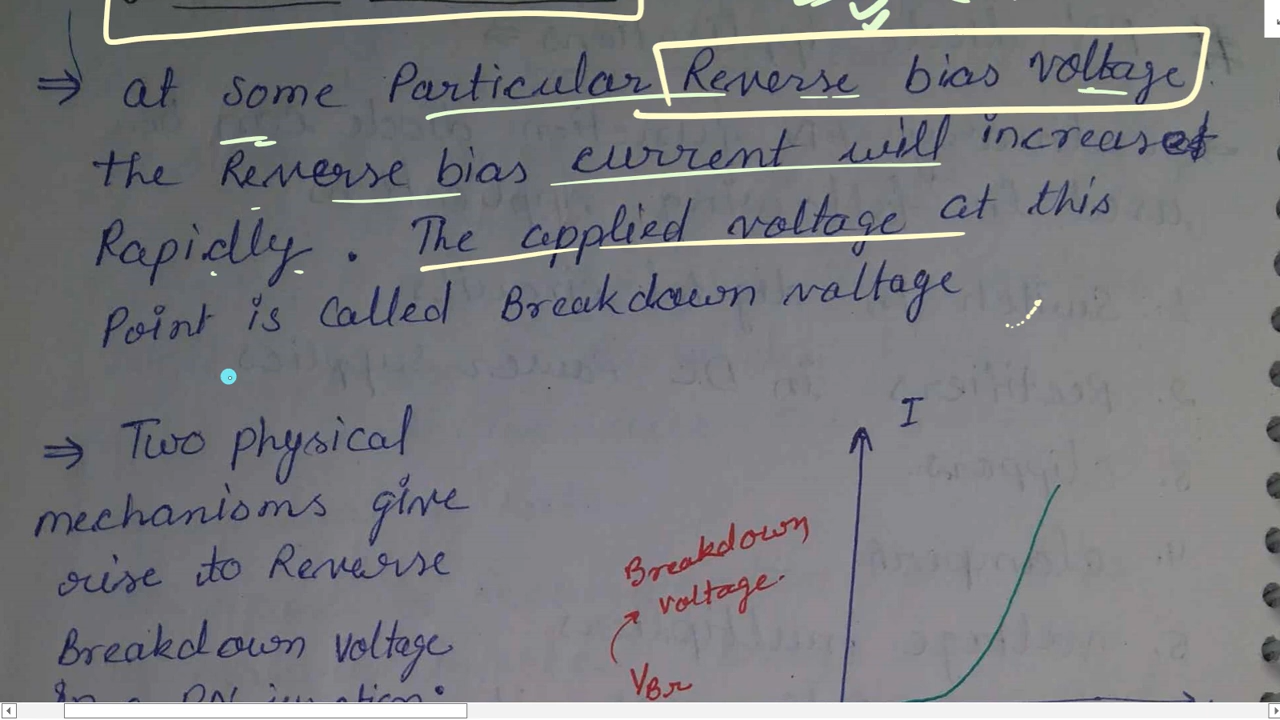 ⇒ at some Particular Reverse bias voltage
the Reverse bias current will increases
Rapidly. The applied voltage at this
Point is called Breakdown voltage
⇒ Two physical
mechanisms give
rise to Reverse
Breakdown voltage
I
Breakdown
voltage.
VBr